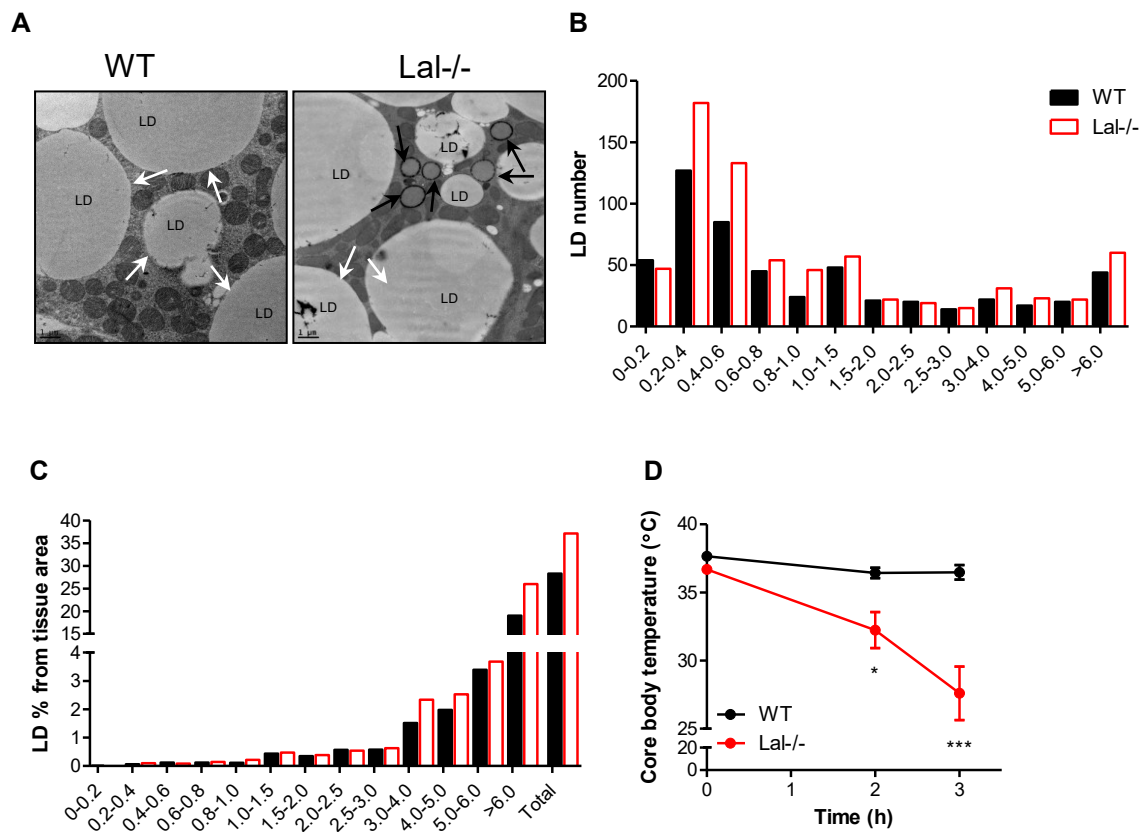 A
WT
Lal-/-
LD
LD
LD
LD
1 µm
LD
LD
LD
LD
LD
1 µm
B
LD number
200
150
100
50
0
0-0.2
0.2-0.4
0.4-0.6
0.6-0.8
0.8-1.0
1.0-1.5
1.5-2.0
2.0-2.5
2.5-3.0
3.0-4.0
4.0-5.0
5.0-6.0
>6.0
WT
Lal-/-
C
LD % from tissue area
40
35
30
25
20
15
4
3
2
1
0
0-0.2
0.2-0.4
0.4-0.6
0.6-0.8
0.8-1.0
1.0-1.5
1.5-2.0
2.0-2.5
2.5-3.0
3.0-4.0
4.0-5.0
5.0-6.0
>6.0
Total
D
Core body temperature (°C)
40
35
30
25
20
0
WT
Lal-/-
*
***
0
1
2
3
Time (h)